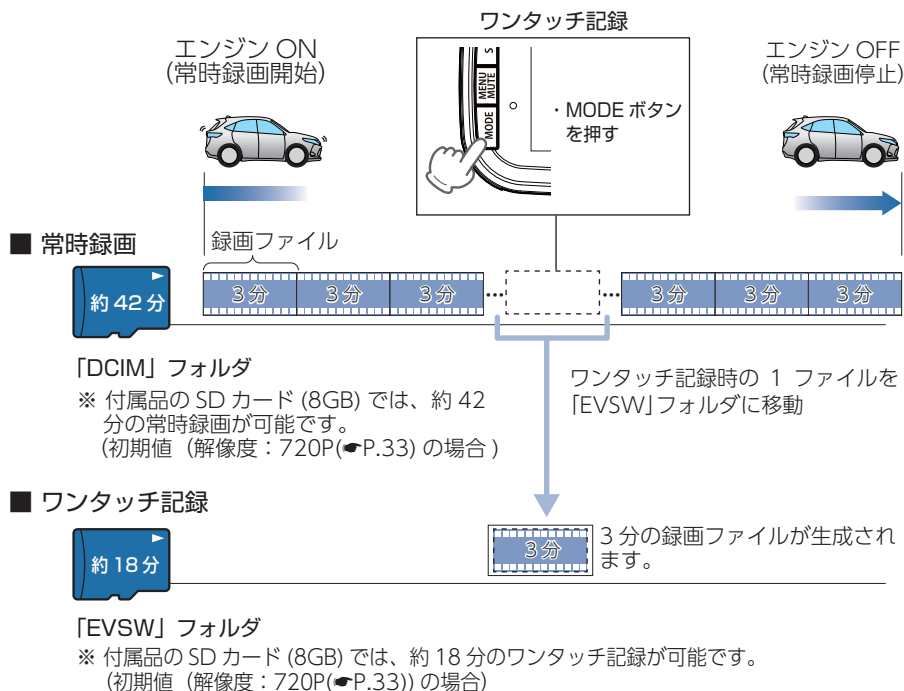 ワンタッチ記録
エンジン ON
(常時録画開始)
エンジン OFF
(常時録画停止)
S
MENU
MUTE
MODE
・MODE ボタン
を押す
■ 常時録画
録画ファイル
約 42 分
3分
3分
3分
…
…
3分
3分
3分
「DCIM」フォルダ
※ 付属品の SD カード (8GB) では、約 42
分の常時録画が可能です。
(初期値（解像度：720P(☛P.33) の場合 )
ワンタッチ記録時の 1 ファイルを
「EVSW」フォルダに移動
■ ワンタッチ記録
約 18 分
3分
3 分の録画ファイルが生成され
ます。
「EVSW」フォルダ
※ 付属品の SD カード (8GB) では、約 18 分のワンタッチ記録が可能です。
(初期値（解像度：720P(☛P.33)) の場合)